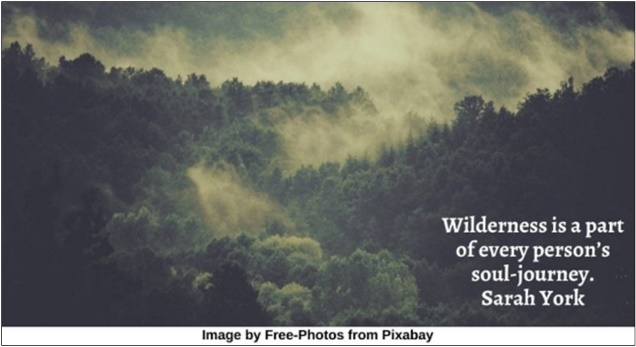 Wilderness is a part
of every person's
soul-journey.
Sarah York
Image by Free-Photos from Pixabay